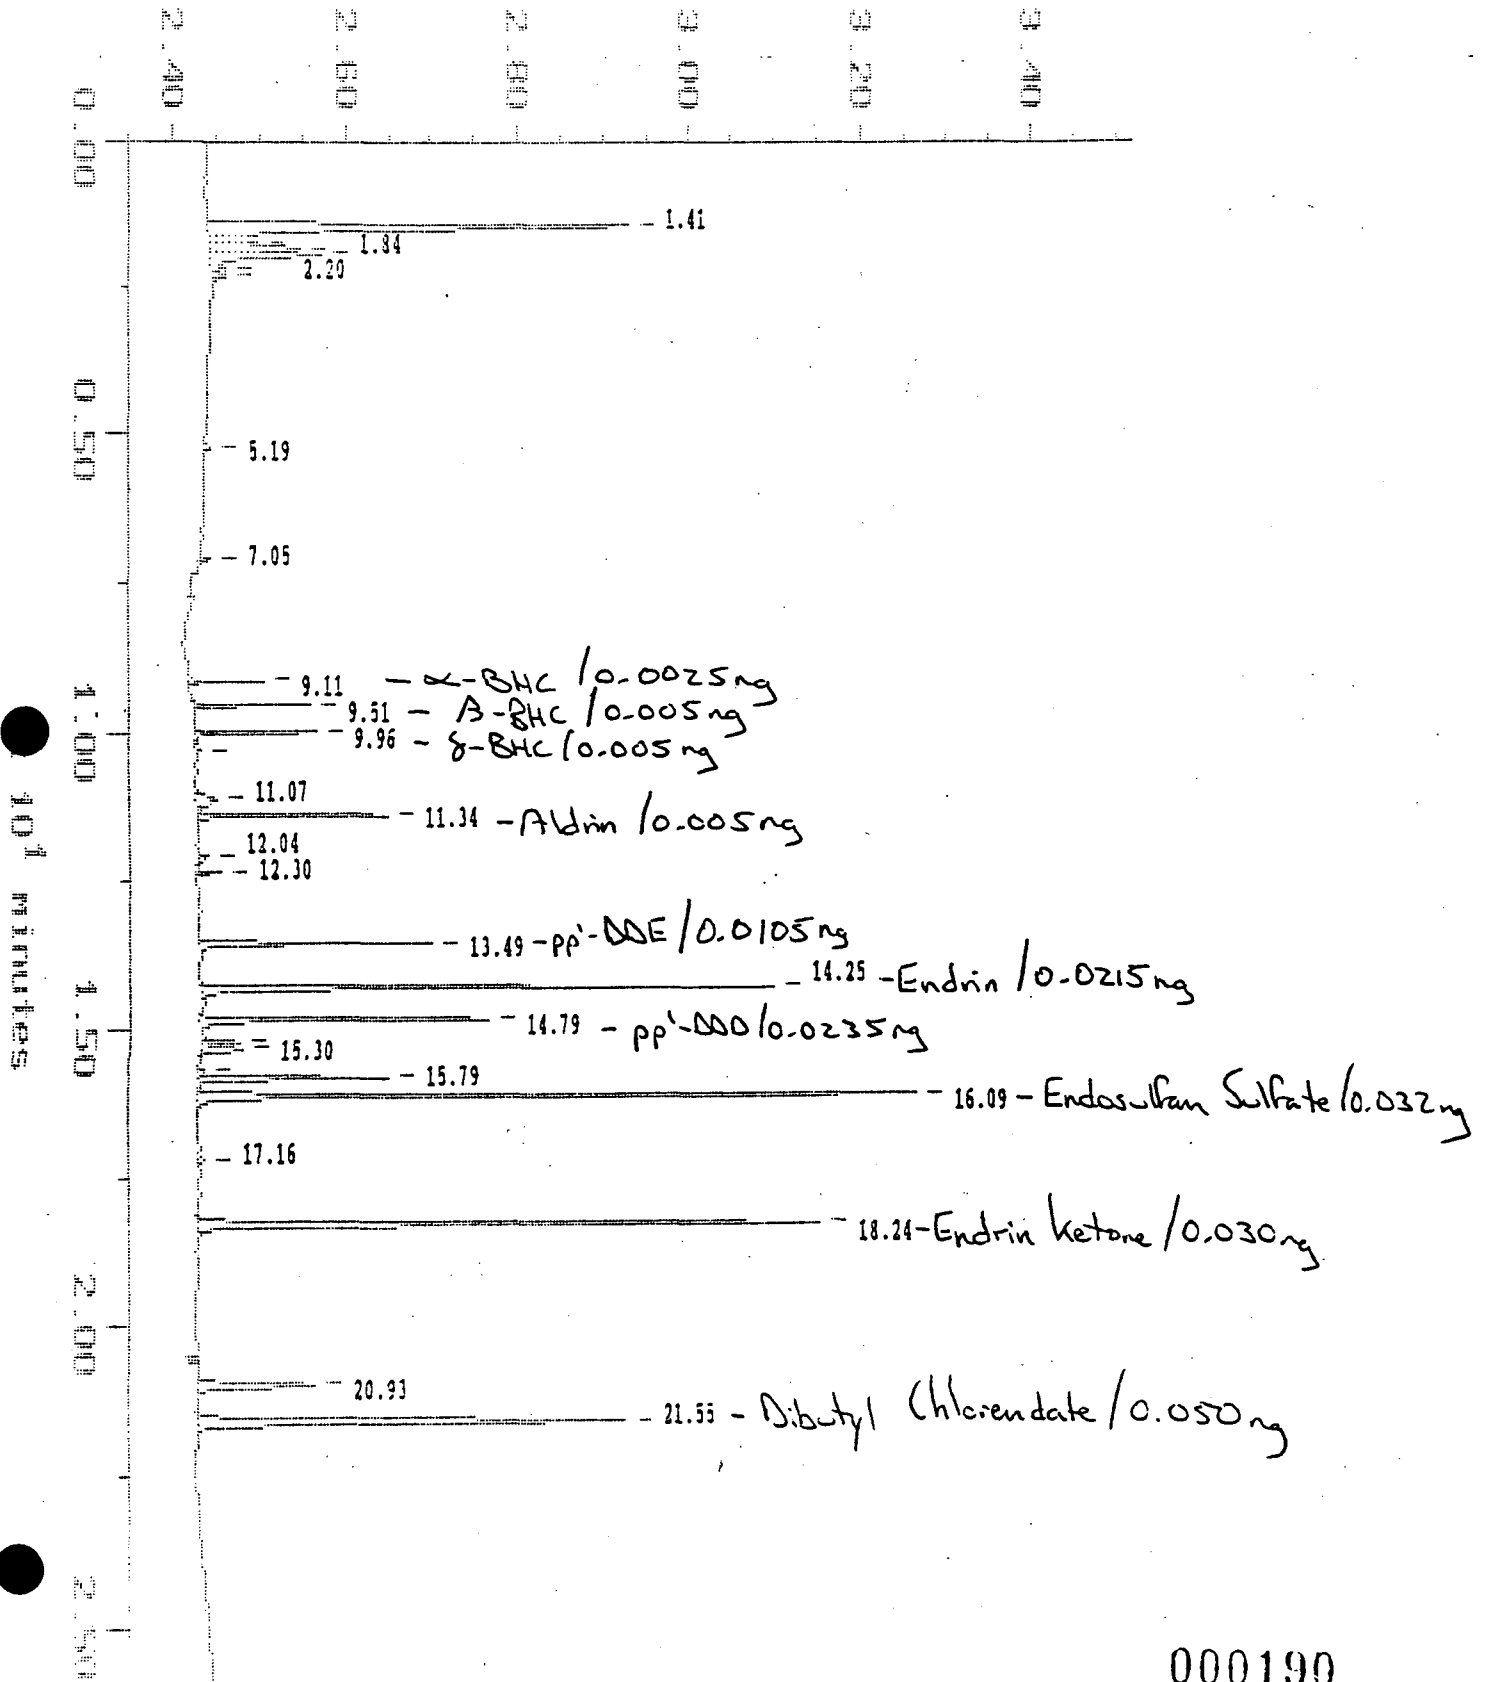 2.40 2.60 2.80 3.00 3.20 3.40
0.00
1.41
1.84
2.20
0.50
5.19
7.05
9.11 - α-BHC /0.0025ng
9.51 - β-BHC /0.005ng
1.00
9.96 - δ-BHC /0.005ng
11.07
11.34 - Aldrin /0.005ng
12.04
12.30
10¹ minutes
13.49 - pp'-DDE /0.0105ng
14.25 - Endrin /0.0215ng
1.50
14.79 - pp'-DDD /0.0235ng
15.30
15.79
16.09 - Endosulfan Sulfate /0.032ng
17.16
18.24 - Endrin Ketone /0.030ng
2.00
20.93
21.55 - Dibutyl Chlorendate /0.050ng
2.50
000190